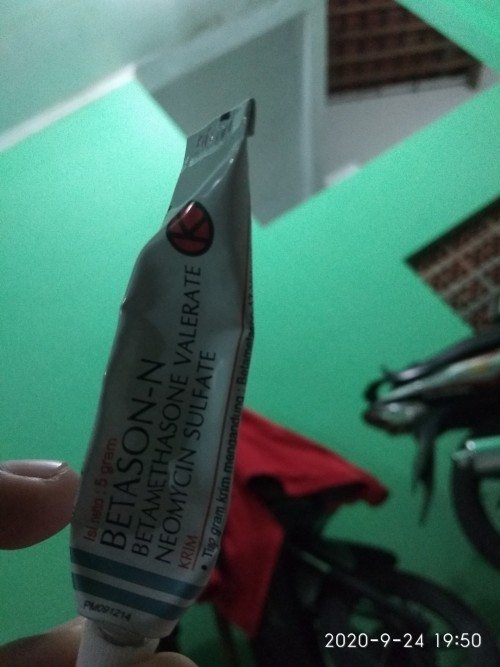 K
Isi neto : 5 gram
BETASON-N
BETAMETHASONE VALERATE
NEOMYCIN SULFATE
KRIM
• Tiap gram krim mengandung :
PM091214
2020-9-24 19:50